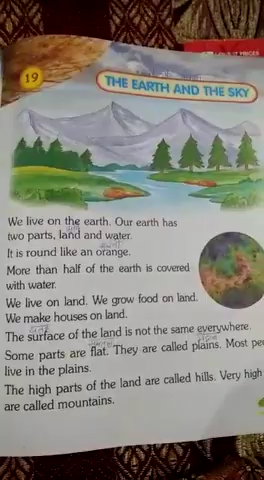 19
THE EARTH AND THE SKY
We live on the earth. Our earth has
two parts, land and water.
It is round like an orange.
More than half of the earth is covered
with water.
We live on land. We grow food on land.
We make houses on land.
The surface of the land is not the same everywhere.
Some parts are flat. They are called plains. Most
live in the plains.
The high parts of the land are called hills. Very high
are called mountains.